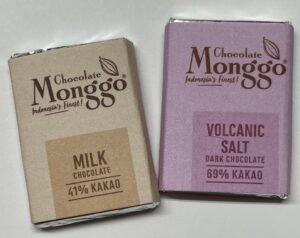 Chocolate
Monggo®
Indonesia's Finest!
MILK
CHOCOLATE
41% KAKAO
Chocolate
Monggo®
Indonesia's Finest!
VOLCANIC
SALT
DARK CHOCOLATE
69% KAKAO